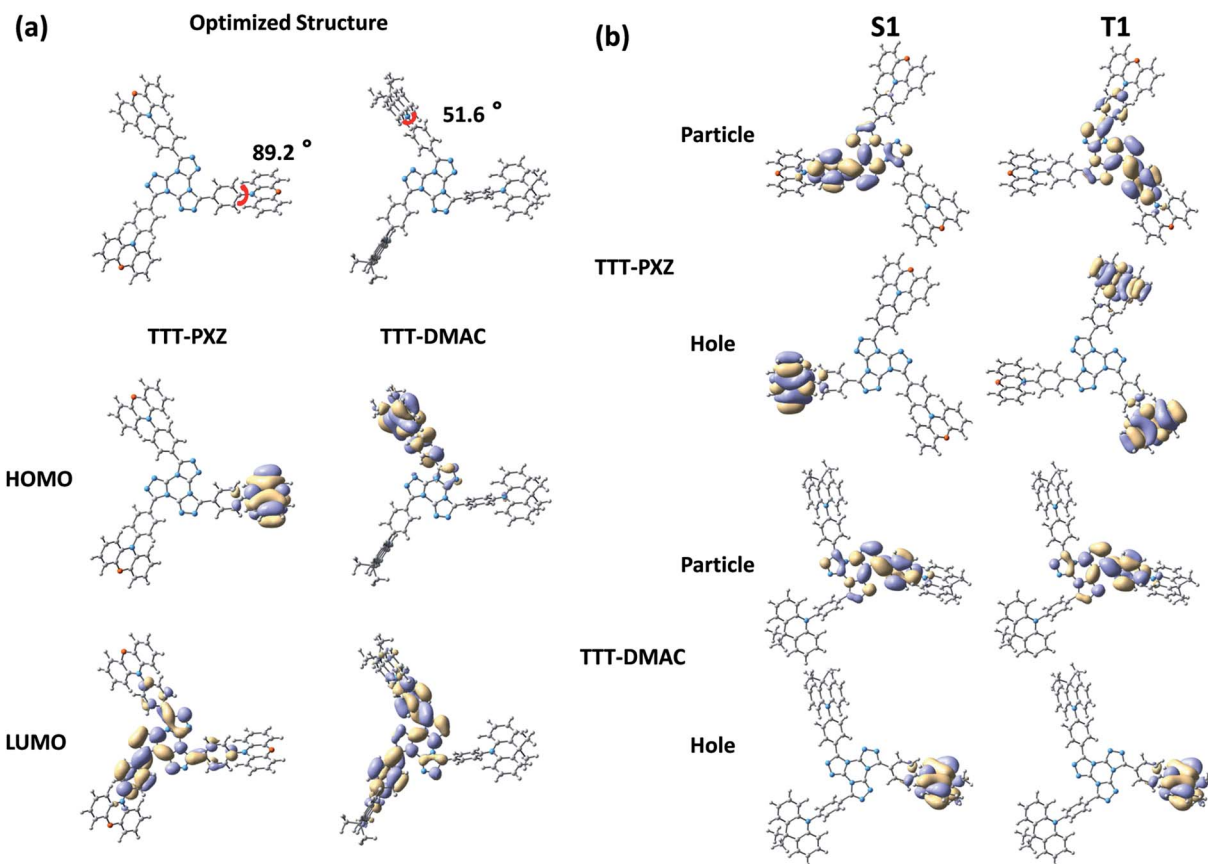 (a)
Optimized Structure
89.2 °
51.6 °
TTT-PXZ
TTT-DMAC
HOMO
LUMO
(b)
S1
T1
Particle
TTT-PXZ
Hole
Particle
TTT-DMAC
Hole